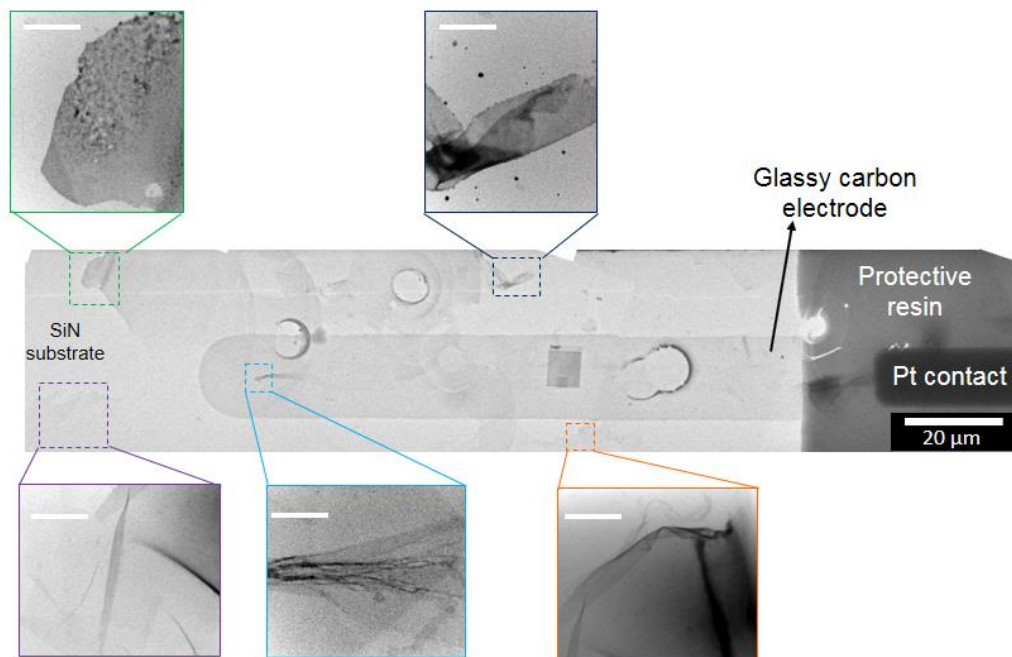 Glassy carbon
electrode
Protective
resin
SiN
substrate
Pt contact
20 µm